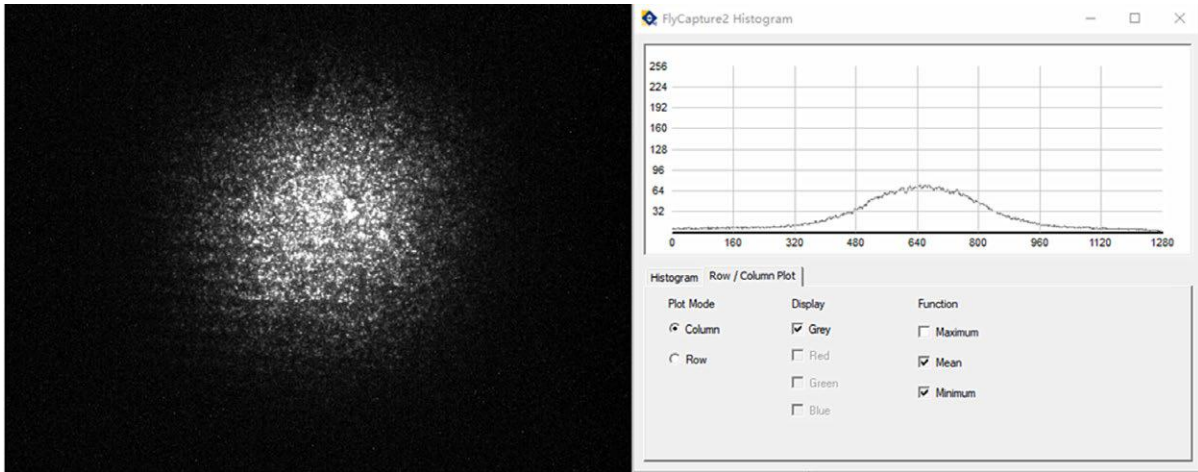 FlyCapture2 Histogram
256
224
192
160
128
96
64
32
0 160 320 480 640 800 960 1120 1280
Histogram Row / Column Plot
Plot Mode Display Function
Column Grey Maximum
Row Red Mean
Green Minimum
Blue